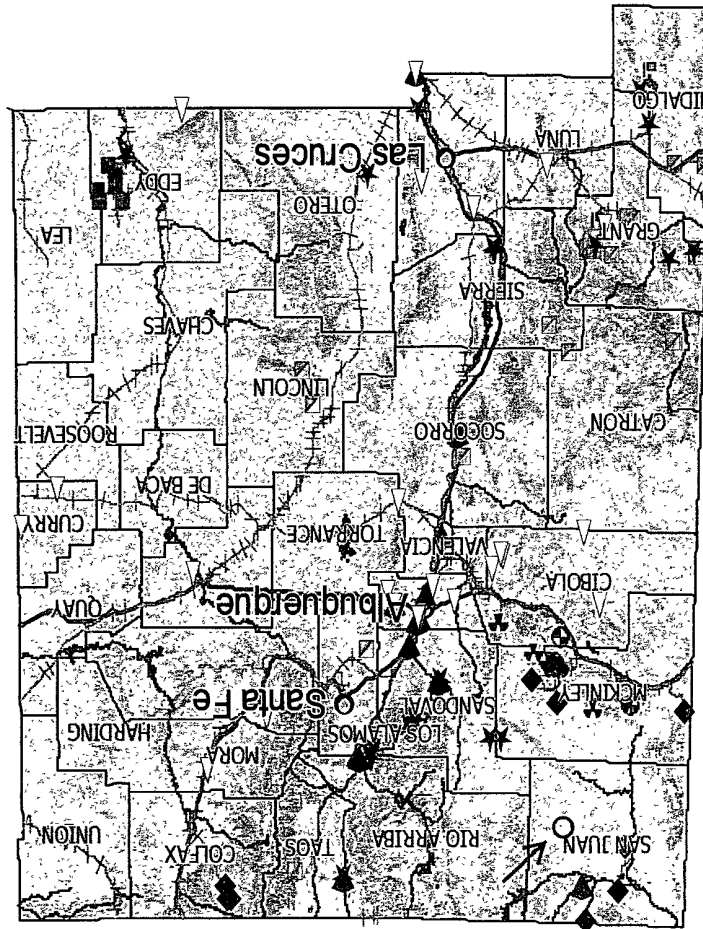 SAN JUAN
RIO ARRIBA
TAOS
COLFAX
UNION
MCKINLEY
SANDOVAL
LOS ALAMOS
Santa Fe
MORA
HARDING
CIBOLA
VALENCIA
Albuquerque
TORRANCE
QUAY
CURRY
DE BACA
ROOSEVELT
CATRON
SOCORRO
LINCOLN
CHAVES
LEA
SIERRA
GRANT
OTERO
EDDY
Las Cruces
LUNA
HIDALGO